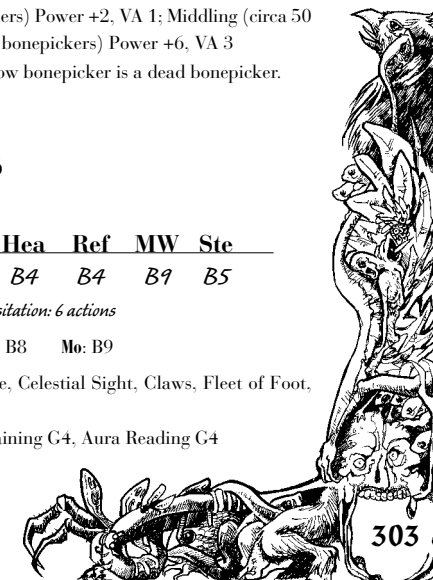 ers) Power +2, VA 1; Middling (circa 50
bonepickers) Power +6, VA 3
ow bonepicker is a dead bonepicker.
Hea Ref MW Ste
B4 B4 B9 B5
sitation: 6 actions
B8 Mo: B9
e, Celestial Sight, Claws, Fleet of Foot,
ining G4, Aura Reading G4
303